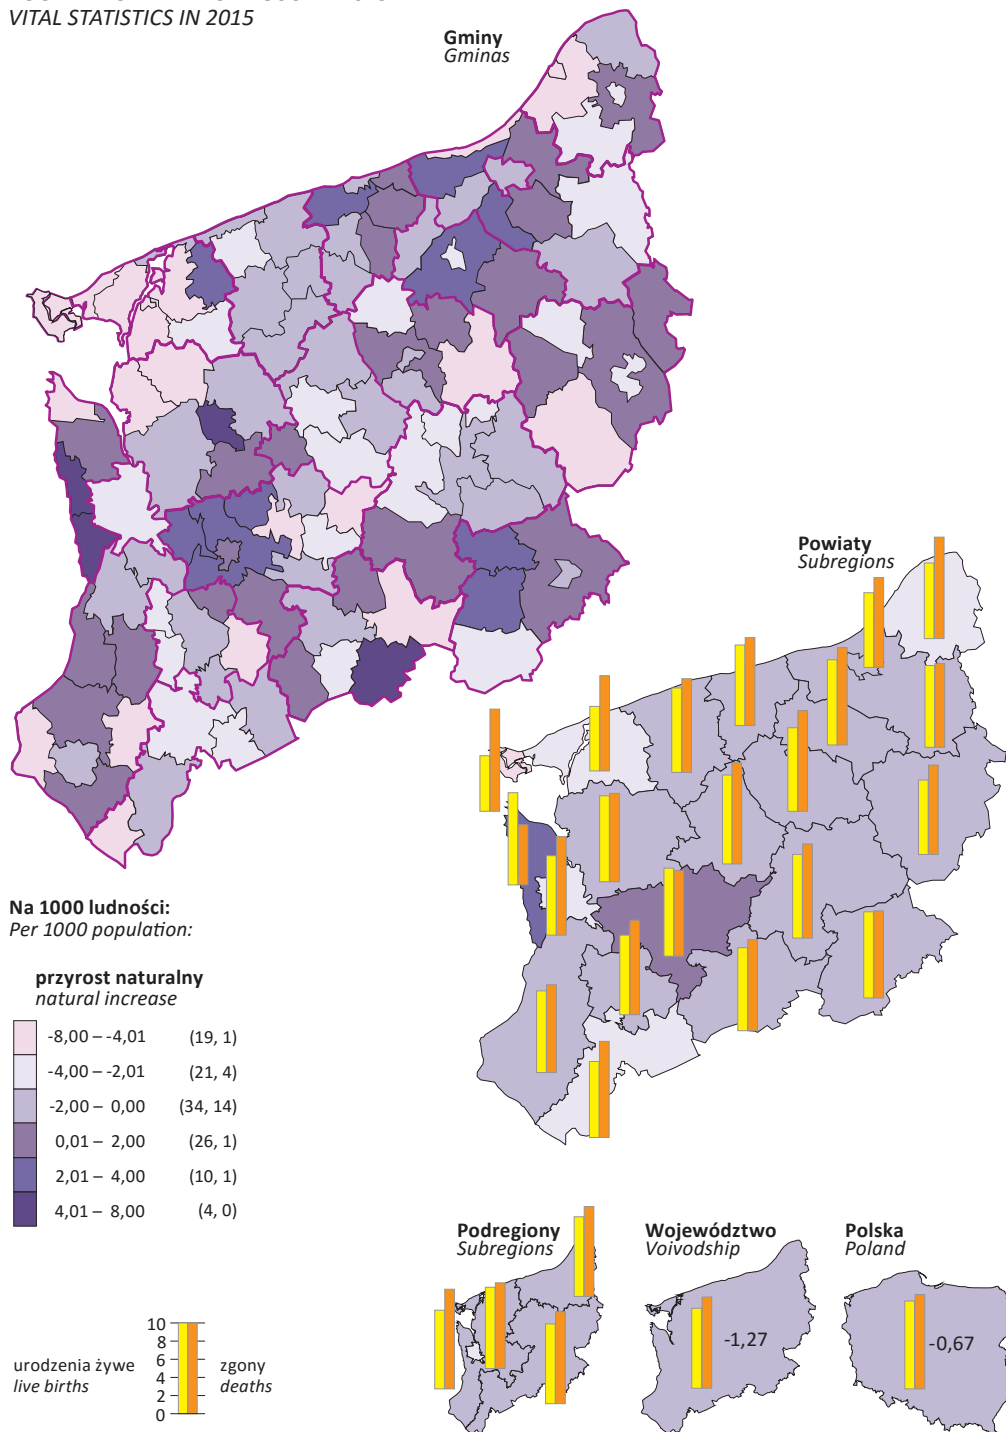 VITAL STATISTICS IN 2015
Gminy
Gminas
Powiaty
Subregions
Na 1000 ludności:
Per 1000 population:
przyrost naturalny
natural increase
-8,00 – -4,01 (19, 1)
-4,00 – -2,01 (21, 4)
-2,00 – 0,00 (34, 14)
0,01 – 2,00 (26, 1)
2,01 – 4,00 (10, 1)
4,01 – 8,00 (4, 0)
Podregiony
Subregions
Województwo
Voivodship
Polska
Poland
-1,27
-0,67
10
8
6
4
2
0
urodzenia żywe
live births
zgony
deaths